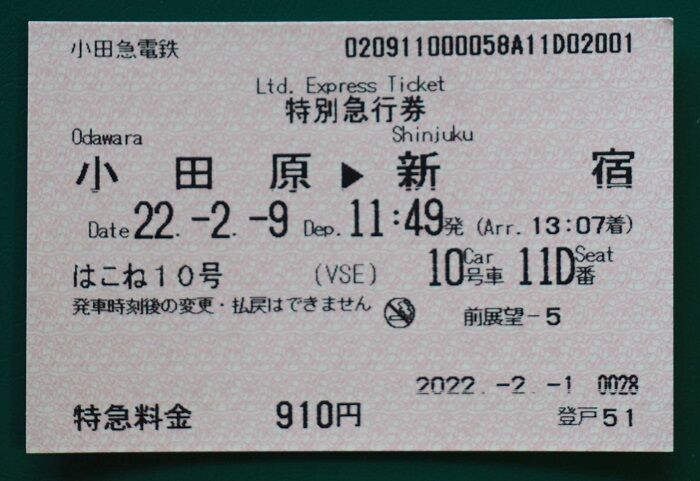 小田急電鉄 020911000058A11D02001
Ltd. Express Ticket
特別急行券
Odawara Shinjuku
小田原▶新宿
Date 22.-2.-9 Dep. 11:49発 (Arr. 13:07着)
はこね10号 (VSE) 10号車 Car 11D番 Seat
発車時刻後の変更・払戻はできません 前展望-5
2022.-2.-1 0028
特急料金 910円 登戸51